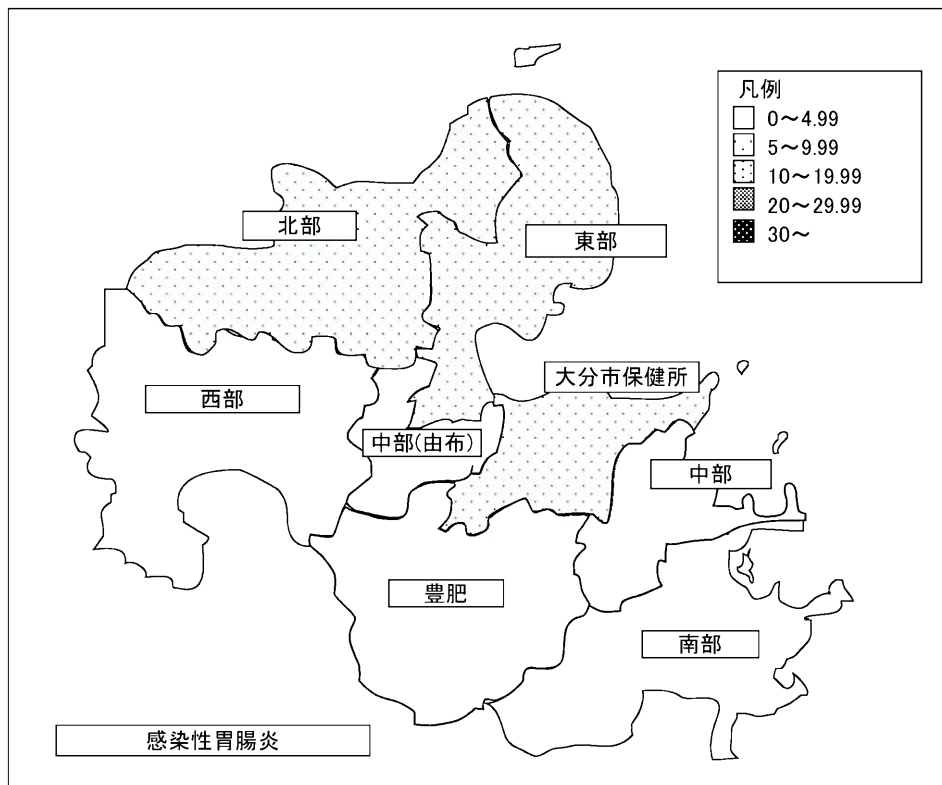 凡例
0～4.99
5～9.99
10～19.99
20～29.99
30～
北部
東部
大分市保健所
西部
中部(由布)
中部
豊肥
南部
感染性胃腸炎